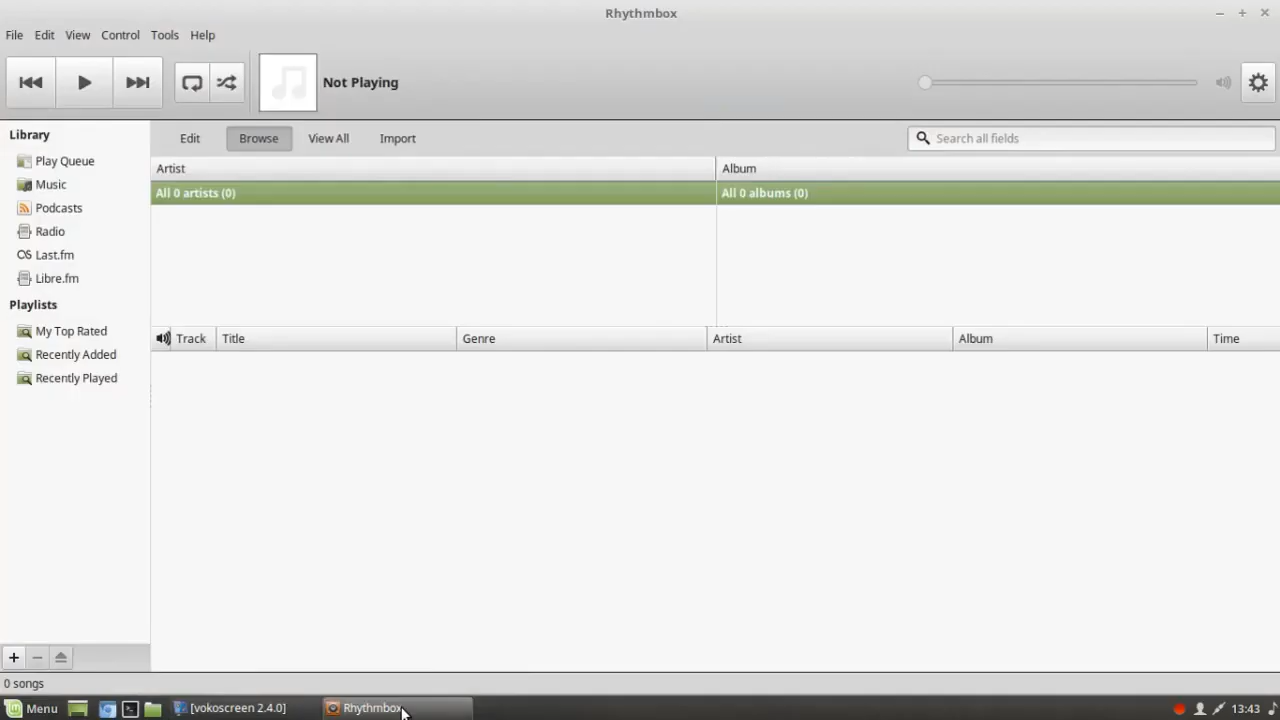 Rhythmbox
File Edit View Control Tools Help
Not Playing
Library
Play Queue
Music
Podcasts
Radio
Last.fm
Libre.fm
Playlists
My Top Rated
Recently Added
Recently Played
Edit Browse View All Import
Search all fields
Artist Album
All 0 artists (0) All 0 albums (0)
Track Title Genre Artist Album Time
0 songs
Menu [vokoscreen 2.4.0] Rhythmbox 13:43